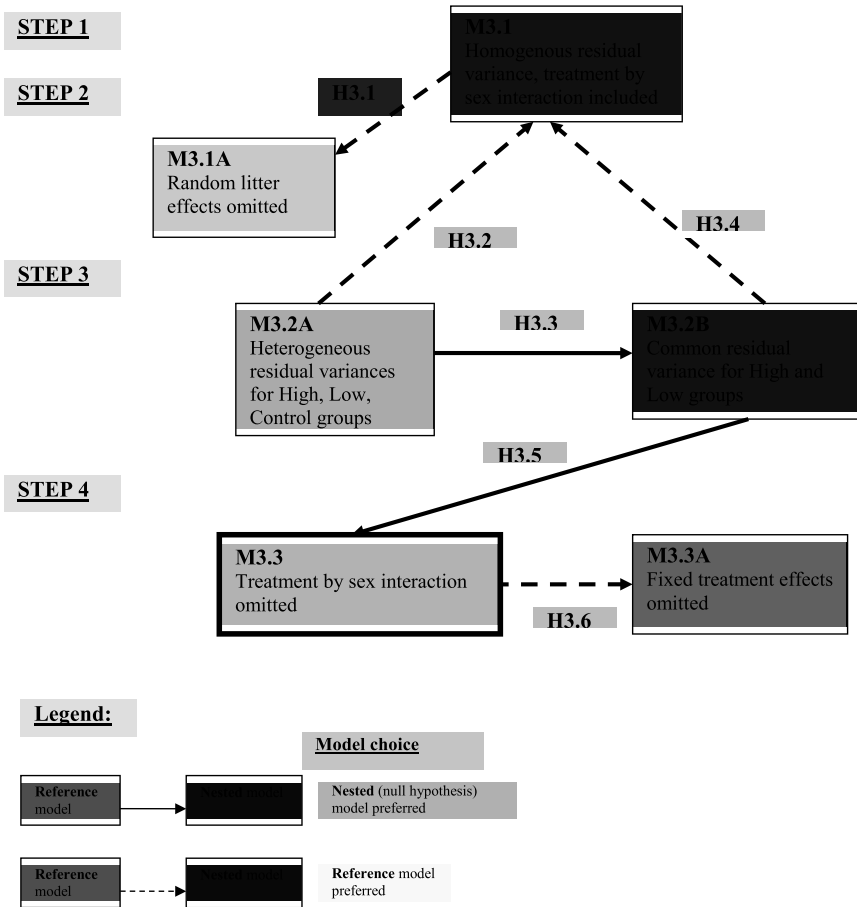 STEP 1
M3.1
Homogenous residual
variance, treatment by
sex interaction included
STEP 2
H3.1
M3.1A
Random litter
effects omitted
H3.2
H3.4
STEP 3
M3.2A
Heterogeneous
residual variances
for High, Low,
Control groups
H3.3
M3.2B
Common residual
variance for High and
Low groups
H3.5
STEP 4
M3.3
Treatment by sex interaction
omitted
H3.6
M3.3A
Fixed treatment effects
omitted
Legend:
Model choice
Reference
model
Nested model
Nested (null hypothesis)
model preferred
Reference
model
Nested model
Reference model
preferred